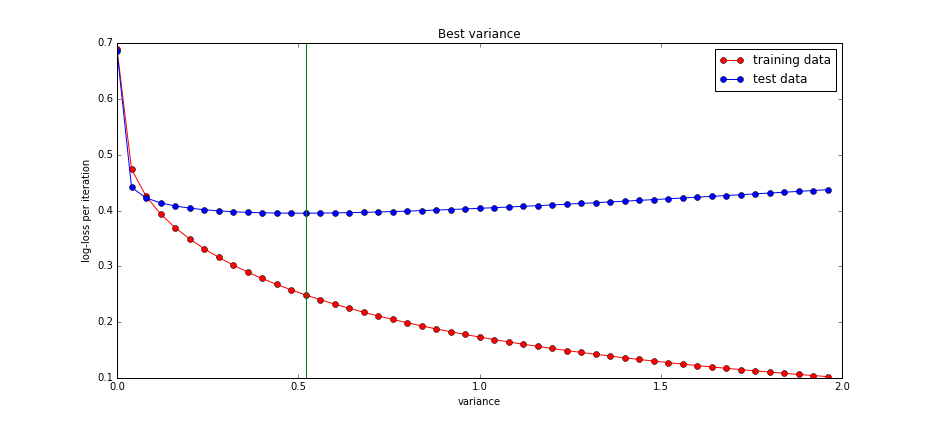 Best variance
0.7
0.6
0.5
0.4
0.3
0.2
0.1
log-loss per iteration
training data
test data
0.0 0.5 1.0 1.5 2.0
variance